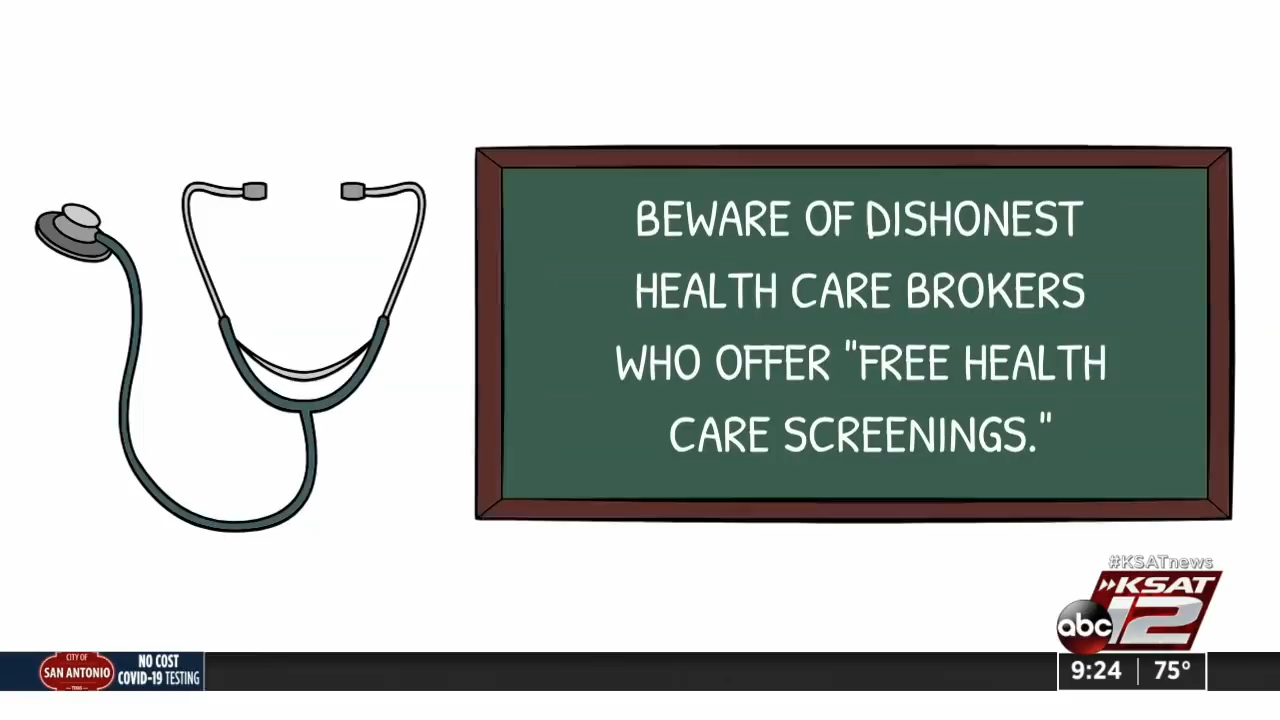 BEWARE OF DISHONEST
HEALTH CARE BROKERS
WHO OFFER "FREE HEALTH
CARE SCREENINGS."
#KSATnews
KSAT
abc 12
CITY OF
SAN ANTONIO
TEXAS
NO COST
COVID-19 TESTING
9:24 75°